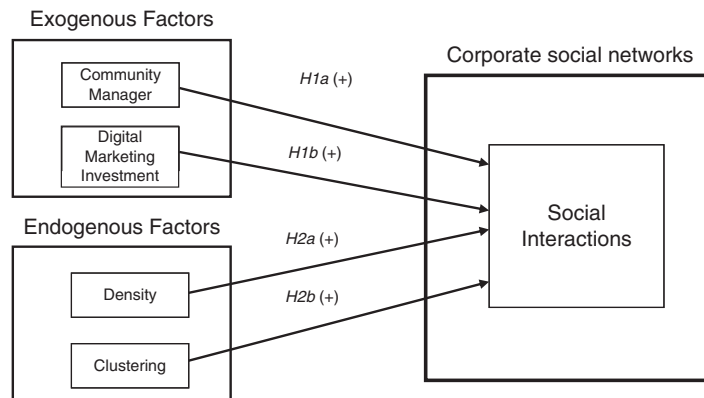 Exogenous Factors
Community
Manager
Digital
Marketing
Investment
Endogenous Factors
Density
Clustering
H1a (+)
H1b (+)
H2a (+)
H2b (+)
Corporate social networks
Social
Interactions